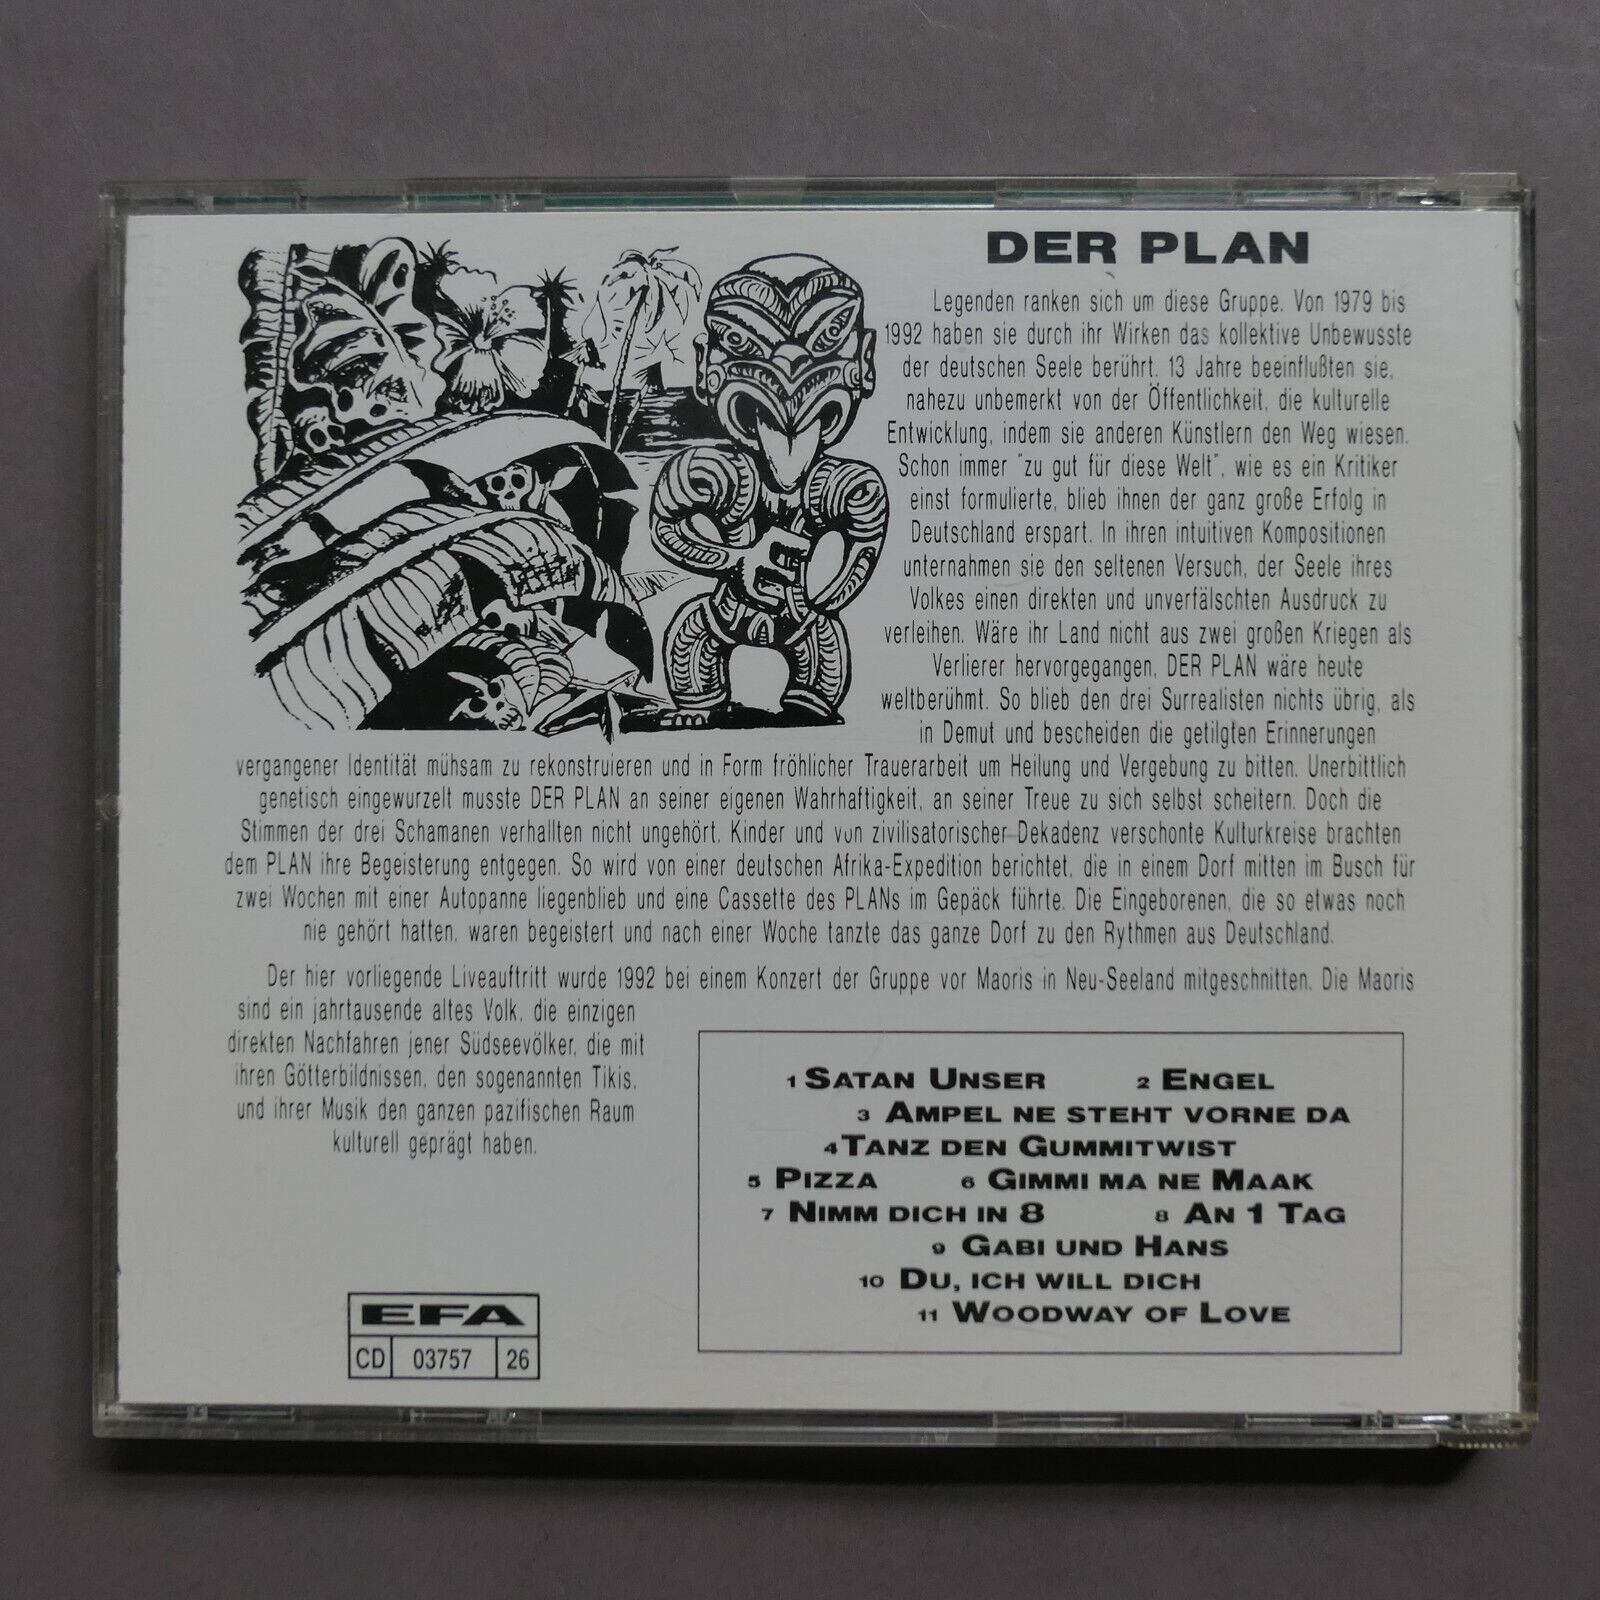 DER PLAN
Legenden ranken sich um diese Gruppe. Von 1979 bis
1992 haben sie durch ihr Wirken das kollektive Unbewusste
der deutschen Seele berührt. 13 Jahre beeinflußten sie,
nahezu unbemerkt von der Öffentlichkeit, die kulturelle
Entwicklung, indem sie anderen Künstlern den Weg wiesen.
Schon immer "zu gut für diese Welt", wie es ein Kritiker
einst formulierte, blieb ihnen der ganz große Erfolg in
Deutschland erspart. In ihren intuitiven Kompositionen
unternahmen sie den seltenen Versuch, der Seele ihres
Volkes einen direkten und unverfälschten Ausdruck zu
verleihen. Wäre ihr Land nicht aus zwei großen Kriegen als
Verlierer hervorgegangen, DER PLAN wäre heute
weltberühmt. So blieb den drei Surrealisten nichts übrig, als
in Demut und bescheiden die getilgten Erinnerungen
vergangener Identität mühsam zu rekonstruieren und in Form fröhlicher Trauerarbeit um Heilung und Vergebung zu bitten. Unerbittlich
genetisch eingewurzelt musste DER PLAN an seiner eigenen Wahrhaftigkeit, an seiner Treue zu sich selbst scheitern. Doch die
Stimmen der drei Schamanen verhallten nicht ungehört. Kinder und von zivilisatorischer Dekadenz verschonte Kulturkreise brachten
dem PLAN ihre Begeisterung entgegen. So wird von einer deutschen Afrika-Expedition berichtet, die in einem Dorf mitten im Busch für
zwei Wochen mit einer Autopanne liegenblieb und eine Cassette des PLANs im Gepäck führte. Die Eingeborenen, die so etwas noch
nie gehört hatten, waren begeistert und nach einer Woche tanzte das ganze Dorf zu den Rythmen aus Deutschland.
Der hier vorliegende Liveauftritt wurde 1992 bei einem Konzert der Gruppe vor Maoris in Neu-Seeland mitgeschnitten. Die Maoris
sind ein jahrtausende altes Volk, die einzigen
direkten Nachfahren jener Südseevölker, die mit
ihren Götterbildnissen, den sogenannten Tikis,
und ihrer Musik den ganzen pazifischen Raum
kulturell geprägt haben.
1 SATAN UNSER 2 ENGEL
3 AMPEL NE STEHT VORNE DA
4 TANZ DEN GUMMITWIST
5 PIZZA 6 GIMMI MA NE MAAK
7 NIMM DICH IN 8 8 AN 1 TAG
9 GABI UND HANS
10 DU, ICH WILL DICH
11 WOODWAY OF LOVE
EFA
CD 03757 26